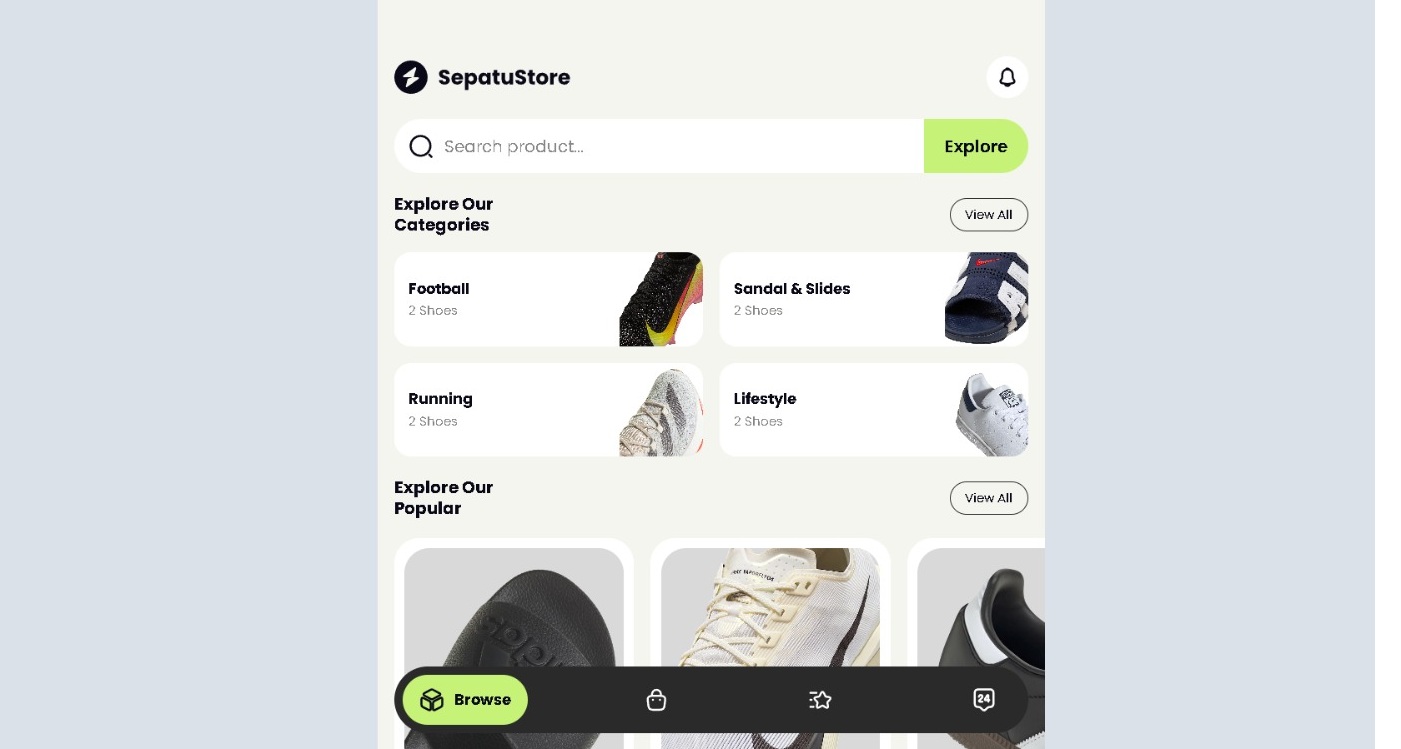 SepatuStore
Search product...
Explore
Explore Our
Categories
View All
Football
2 Shoes
Sandal & Slides
2 Shoes
Running
2 Shoes
Lifestyle
2 Shoes
Explore Our
Popular
View All
Browse
24